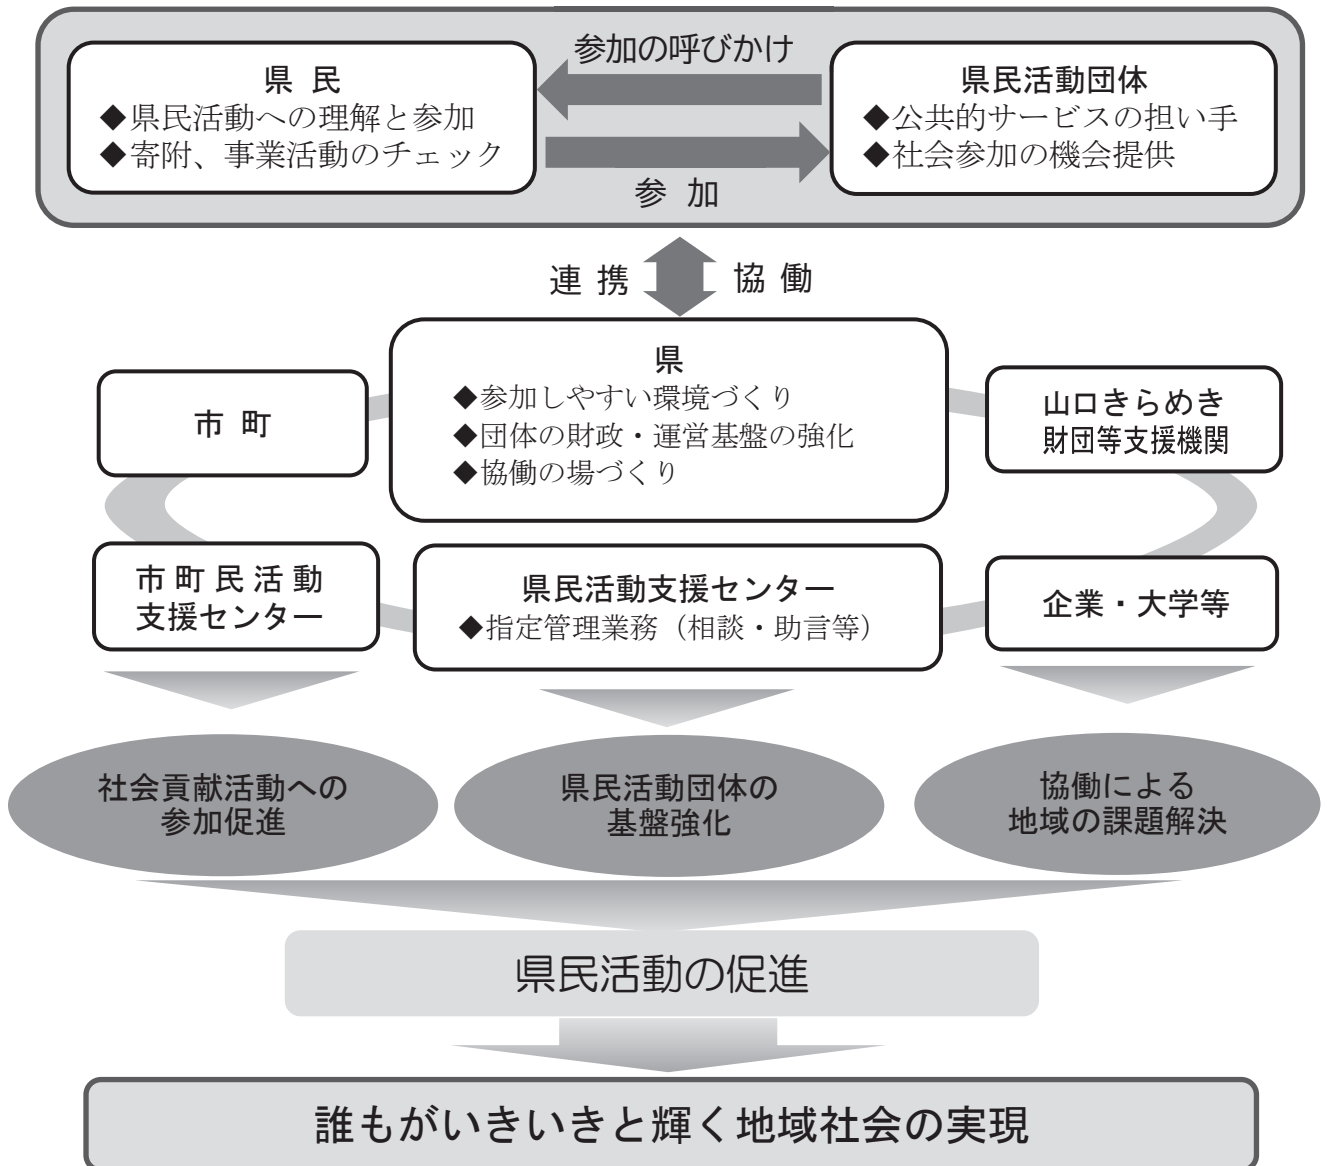 参加の呼びかけ
県 民
◆県民活動への理解と参加
◆寄附、事業活動のチェック
県民活動団体
◆公共的サービスの担い手
◆社会参加の機会提供
参 加
連 携
協 働
県
◆参加しやすい環境づくり
◆団体の財政・運営基盤の強化
◆協働の場づくり
市 町
山口きらめき
財団等支援機関
市 町 民 活 動
支援センター
県民活動支援センター
◆指定管理業務（相談・助言等）
企業・大学等
社会貢献活動への
参加促進
県民活動団体の
基盤強化
協働による
地域の課題解決
県民活動の促進
誰もがいきいきと輝く地域社会の実現